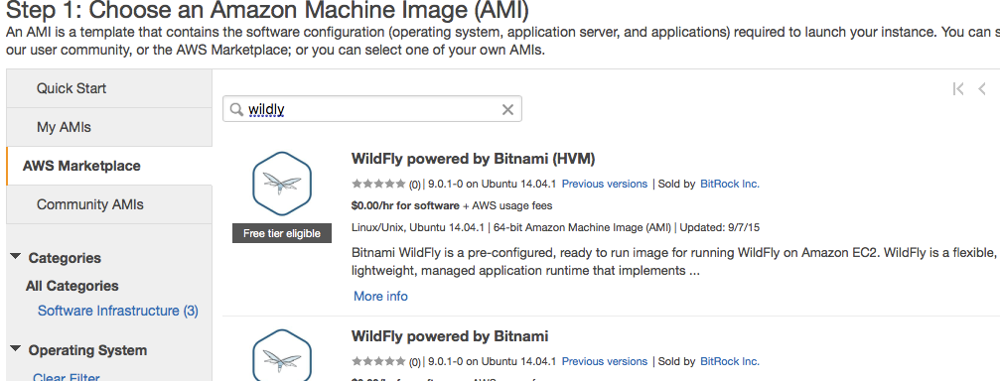 Step 1: Choose an Amazon Machine Image (AMI)
An AMI is a template that contains the software configuration (operating system, application server, and applications) required to launch your instance. You can s
our user community, or the AWS Marketplace; or you can select one of your own AMIs.
Quick Start
My AMIs
AWS Marketplace
Community AMIs
Categories
All Categories
Software Infrastructure (3)
Operating System
Clear Filter
wildly
WildFly powered by Bitnami (HVM)
(0) | 9.0.1-0 on Ubuntu 14.04.1 Previous versions | Sold by BitRock Inc.
$0.00/hr for software + AWS usage fees
Free tier eligible
Linux/Unix, Ubuntu 14.04.1 | 64-bit Amazon Machine Image (AMI) | Updated: 9/7/15
Bitnami WildFly is a pre-configured, ready to run image for running WildFly on Amazon EC2. WildFly is a flexible,
lightweight, managed application runtime that implements ...
More info
WildFly powered by Bitnami
(0) | 9.0.1-0 on Ubuntu 14.04.1 Previous versions | Sold by BitRock Inc.